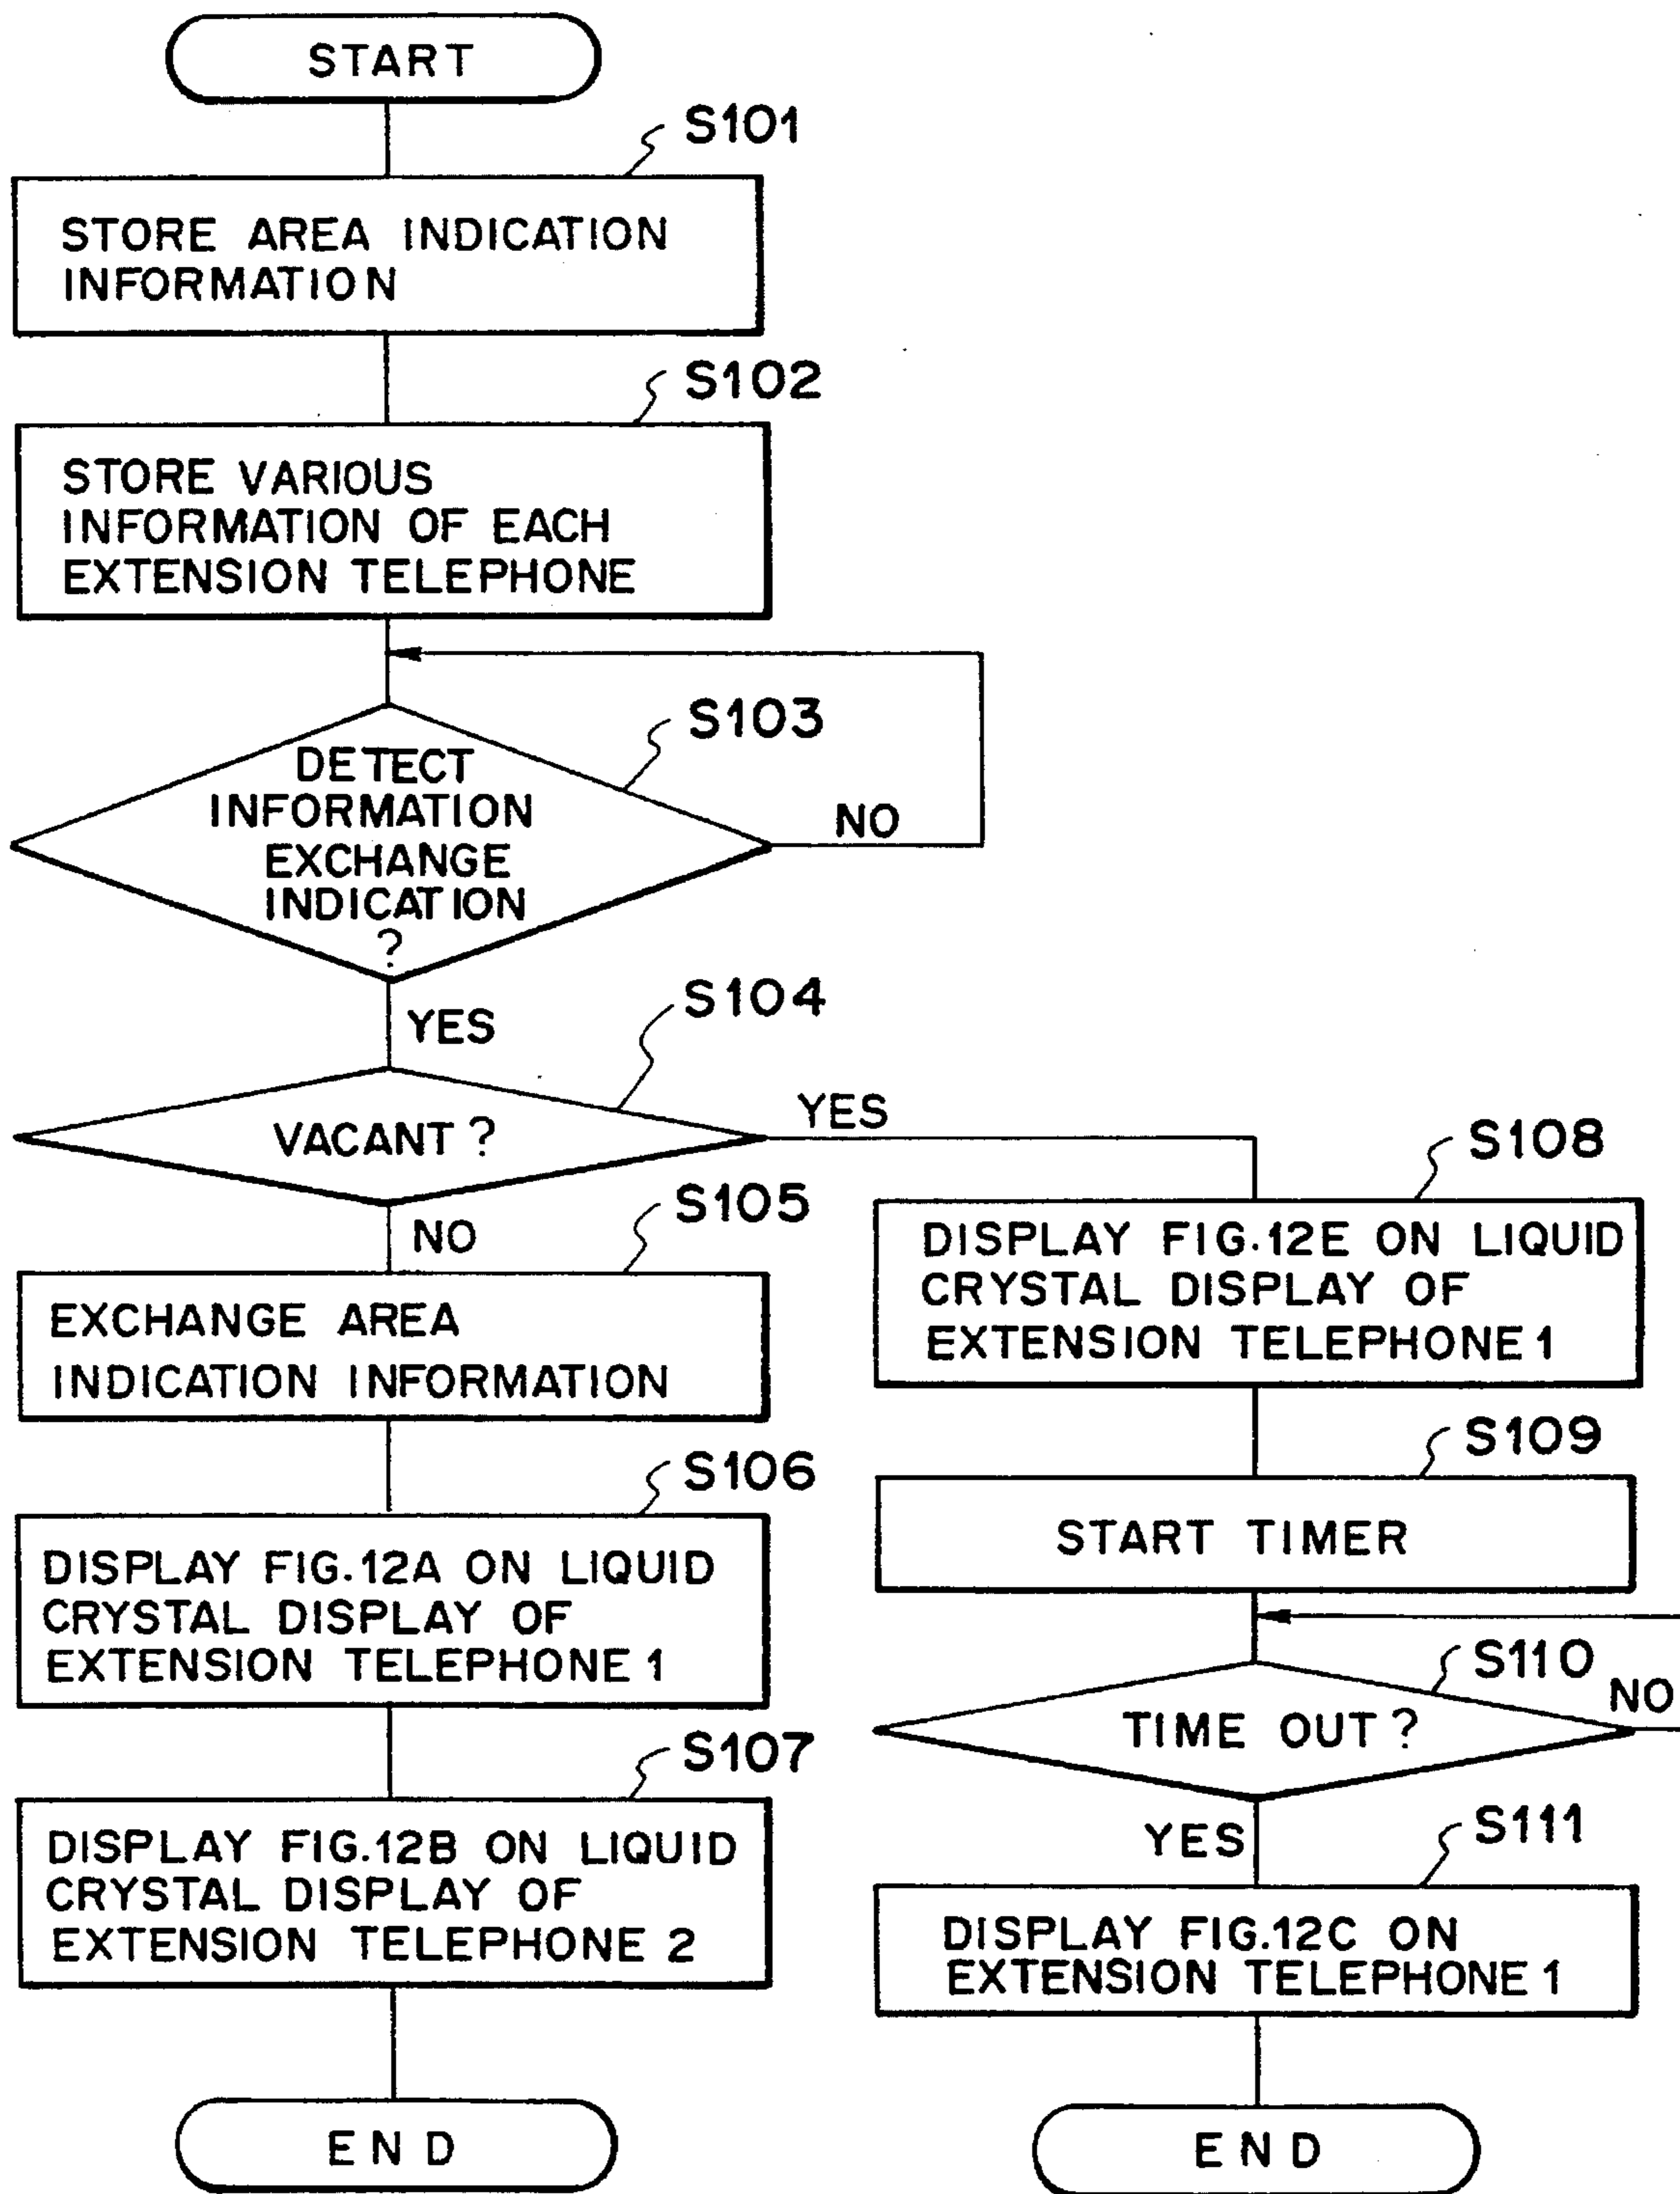 START
S101
STORE AREA INDICATION
INFORMATION
S102
STORE VARIOUS
INFORMATION OF EACH
EXTENSION TELEPHONE
S103
DETECT
INFORMATION
EXCHANGE
INDICATION
?
NO
YES
S104
VACANT?
YES
NO
S105
EXCHANGE AREA
INDICATION INFORMATION
S106
DISPLAY FIG.12A ON LIQUID
CRYSTAL DISPLAY OF
EXTENSION TELEPHONE 1
S107
DISPLAY FIG.12B ON LIQUID
CRYSTAL DISPLAY OF
EXTENSION TELEPHONE 2
END
S108
DISPLAY FIG.12E ON LIQUID
CRYSTAL DISPLAY OF
EXTENSION TELEPHONE 1
S109
START TIMER
S110
TIME OUT?
NO
YES
S111
DISPLAY FIG.12C ON
EXTENSION TELEPHONE 1
END